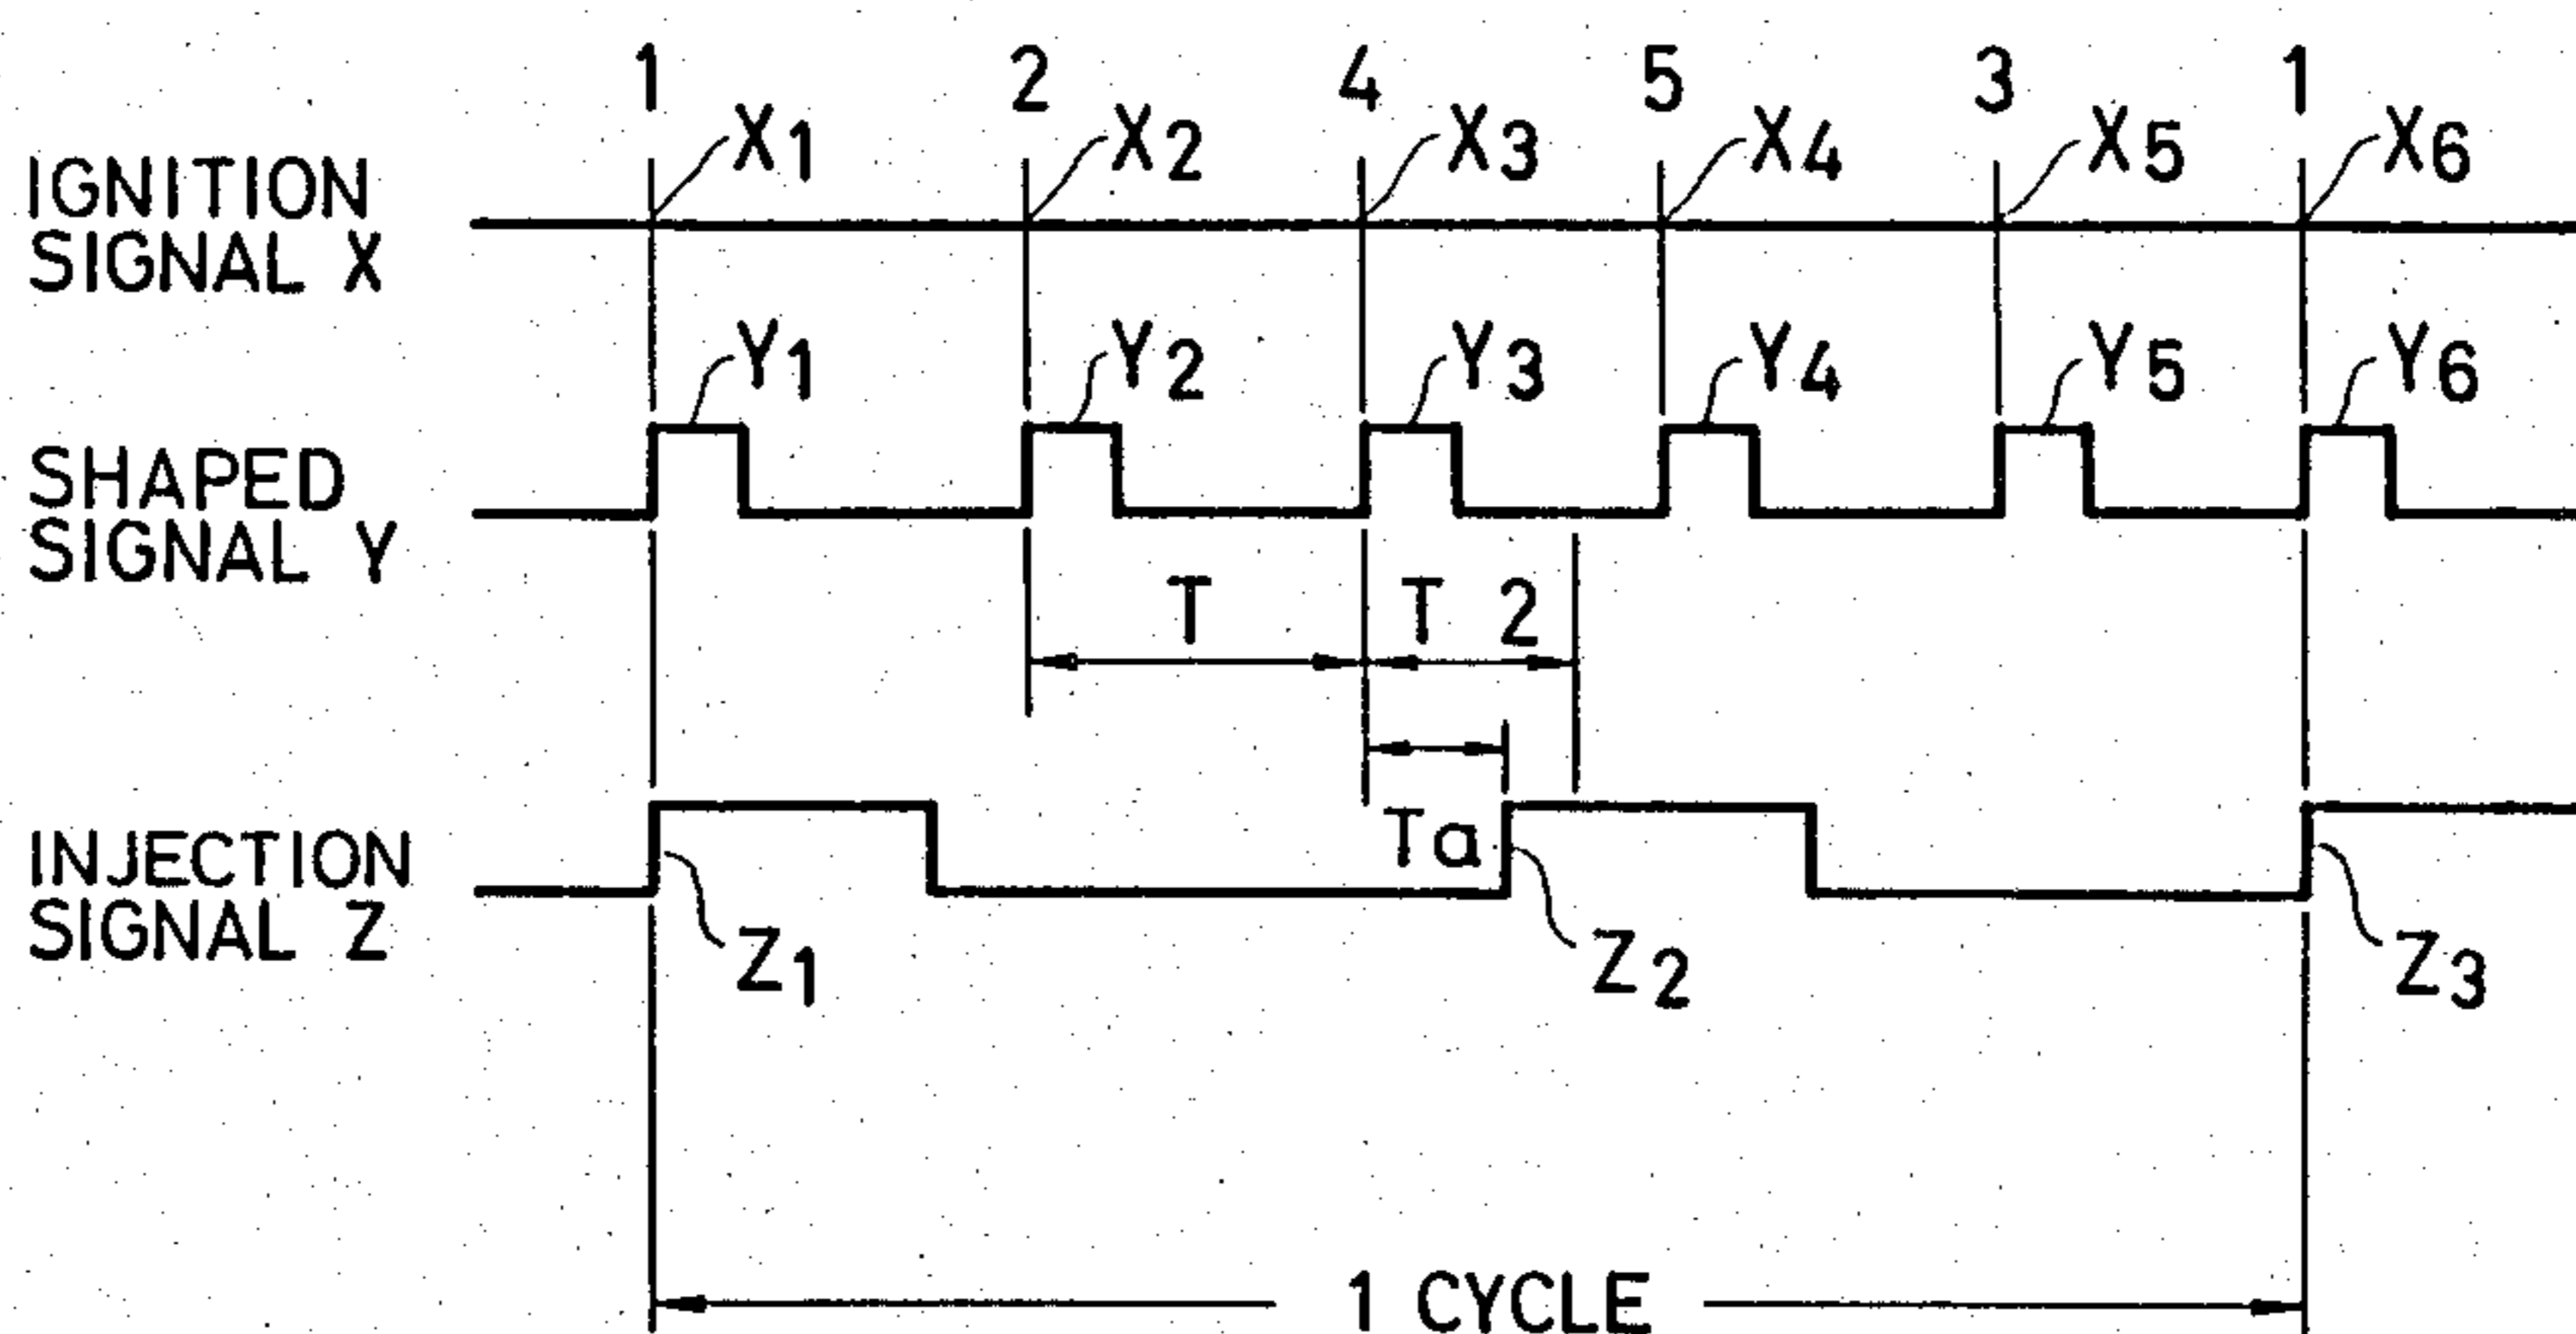 1 2 4 5 3 1
X1 X2 X3 X4 X5 X6
IGNITION
SIGNAL X
Y1 Y2 Y3 Y4 Y5 Y6
SHAPED
SIGNAL Y
T T 2
Ta
INJECTION
SIGNAL Z
Z1 Z2 Z3
1 CYCLE